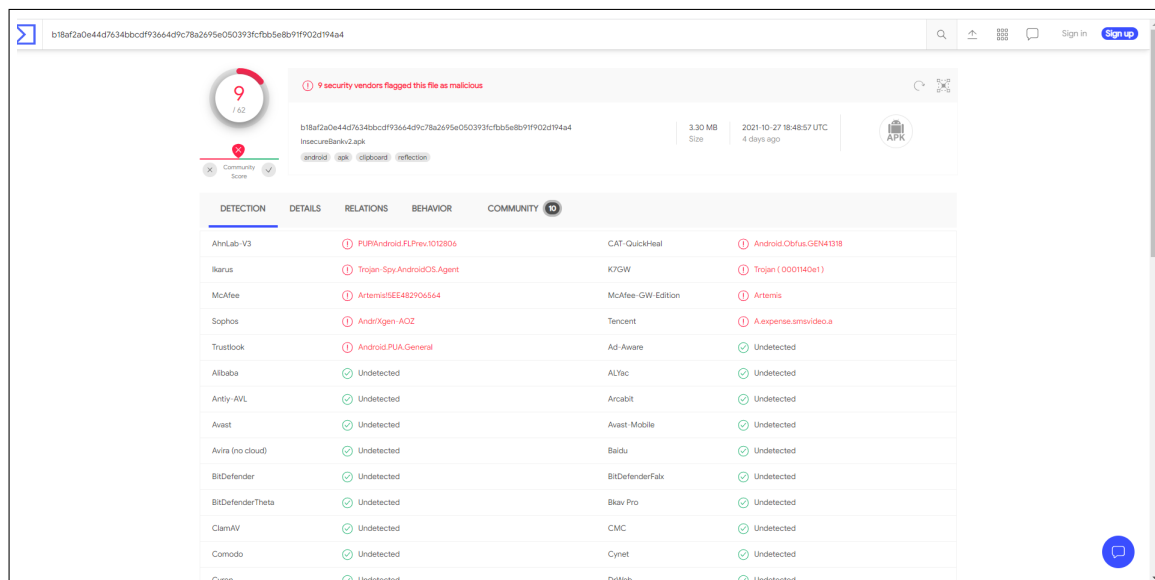 b18af2a0e44d7634bbcdf93664d9c78a2695e050393fcfbb5e8b91f902d194a4
Sign in
Sign up
9
/ 62
9 security vendors flagged this file as malicious
b18af2a0e44d7634bbcdf93664d9c78a2695e050393fcfbb5e8b91f902d194a4
InsecureBankv2.apk
android apk clipboard reflection
3.30 MB
Size
2021-10-27 18:48:57 UTC
4 days ago
APK
Community
Score
DETECTION DETAILS RELATIONS BEHAVIOR COMMUNITY 10
AhnLab-V3 PUP/Android.FLPrev.1012806 CAT-QuickHeal Android.Obfus.GEN41318
Ikarus Trojan-Spy.AndroidOS.Agent K7GW Trojan ( 0001140e1 )
McAfee Artemis!5EE482906564 McAfee-GW-Edition Artemis
Sophos Andr/Xgen-AOZ Tencent A.expense.smsvideo.a
Trustlook Android.PUA.General Ad-Aware Undetected
Alibaba Undetected ALYac Undetected
Antiy-AVL Undetected Arcabit Undetected
Avast Undetected Avast-Mobile Undetected
Avira (no cloud) Undetected Baidu Undetected
BitDefender Undetected BitDefenderFalx Undetected
BitDefenderTheta Undetected Bkav Pro Undetected
ClamAV Undetected CMC Undetected
Comodo Undetected Cynet Undetected
Cyren Undetected DrWeb Undetected